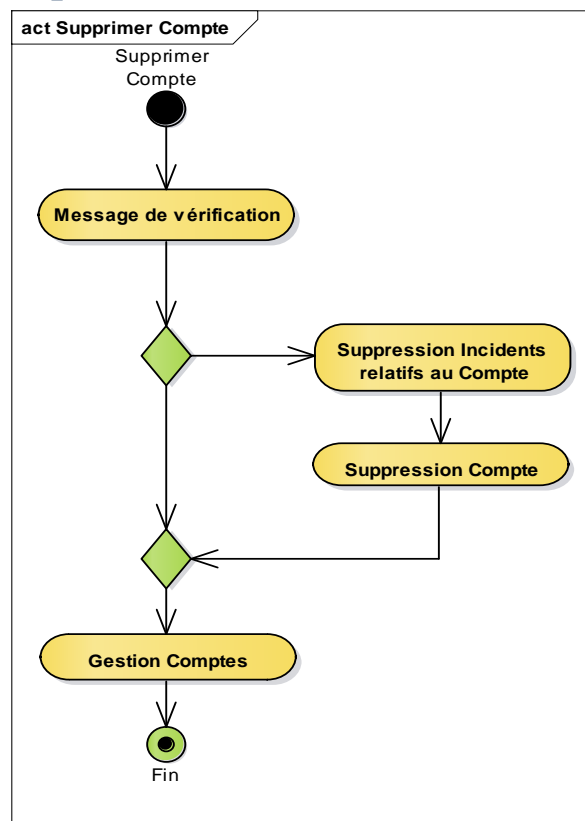 act Supprimer Compte
Supprimer
Compte
Message de vérification
Suppression Incidents
relatifs au Compte
Suppression Compte
Gestion Comptes
Fin